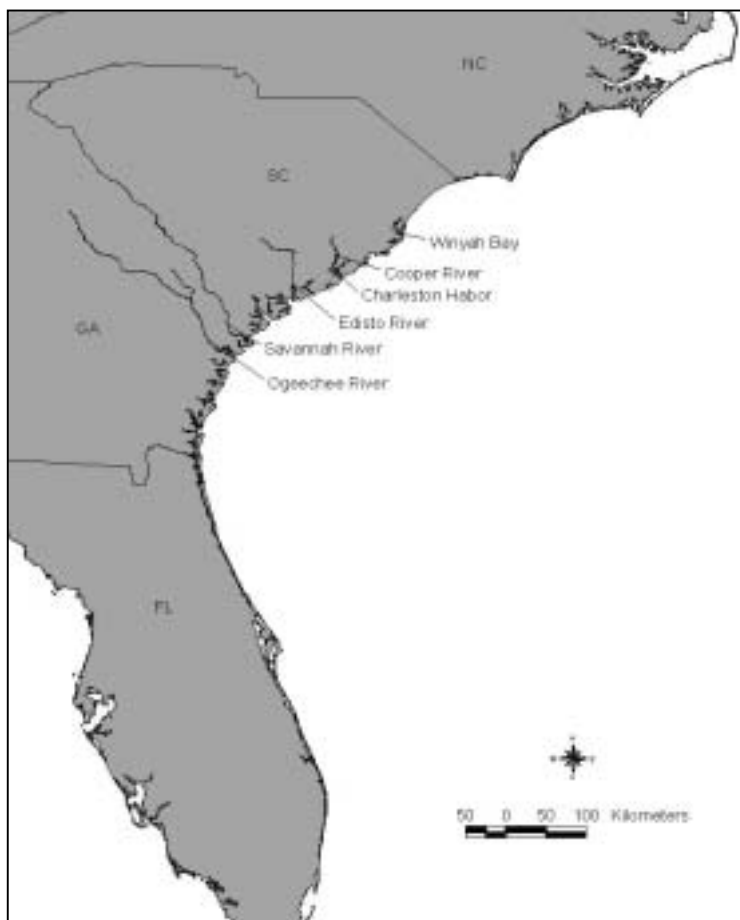 NC
SC
Winyah Bay
Cooper River
Charleston Habor
Edisto River
GA
Savannah River
Ogeechee River
FL
50 0 50 100 Kilometers